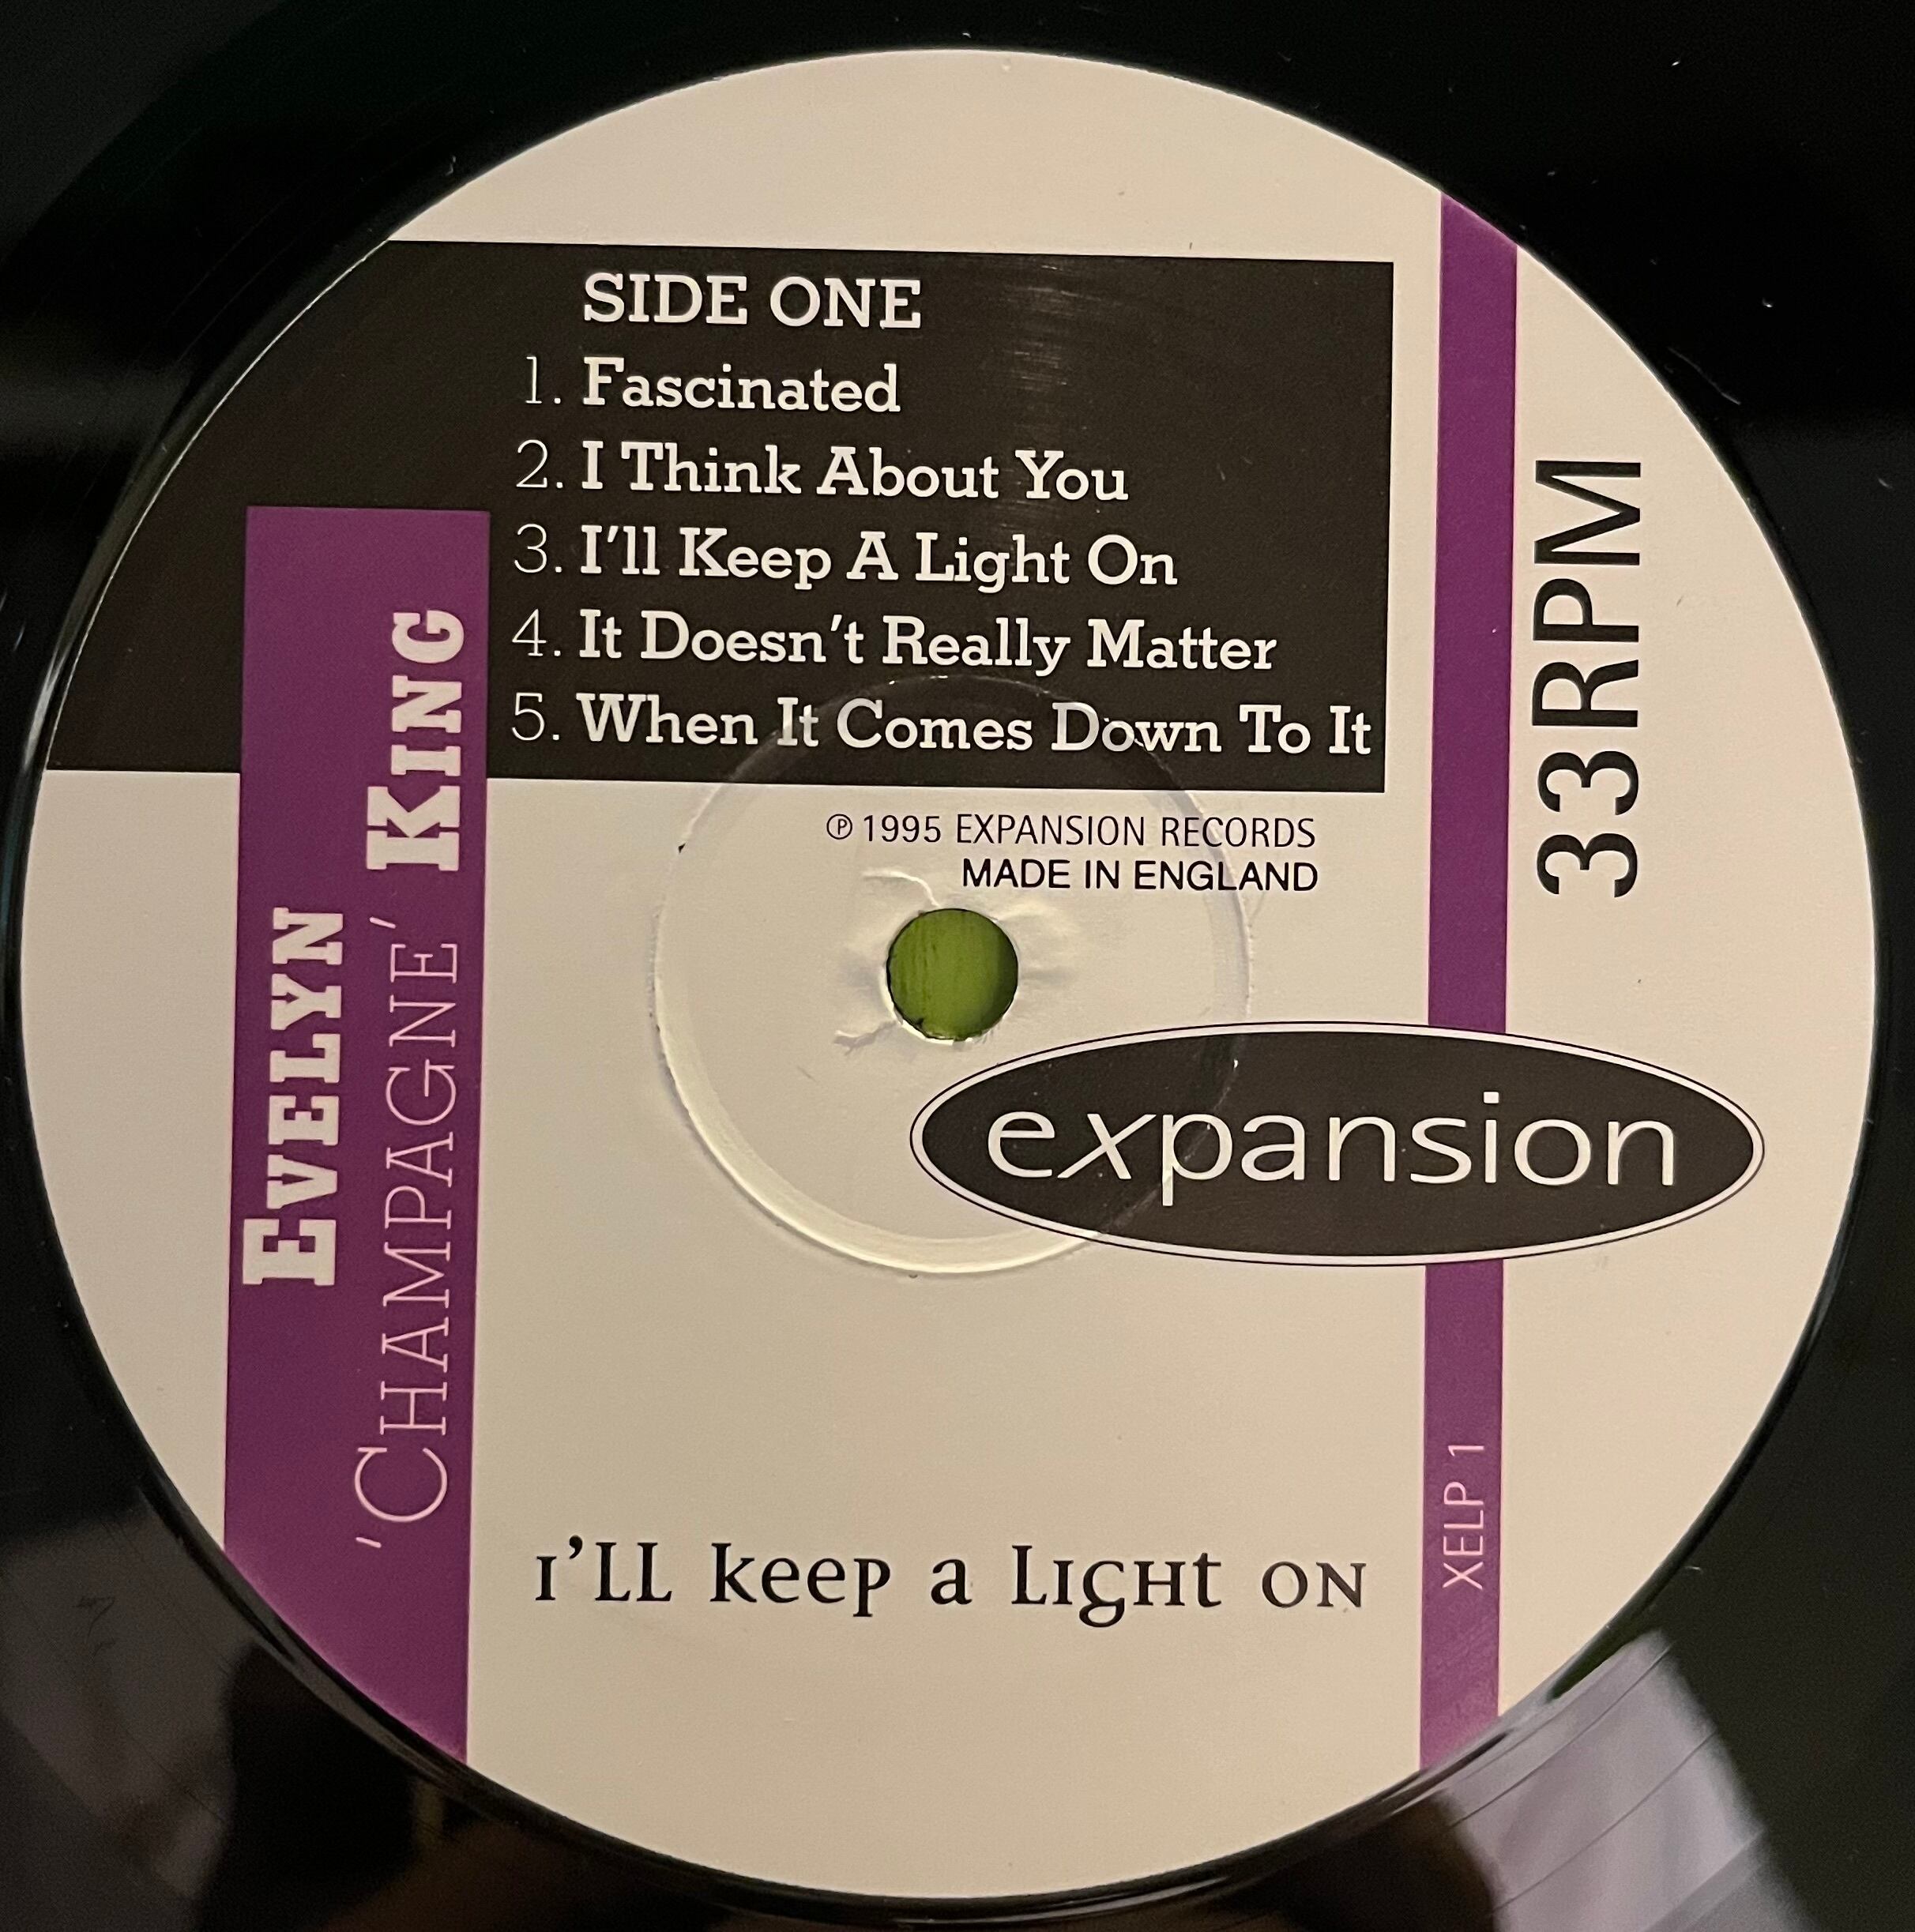 SIDE ONE
1. Fascinated
2. I Think About You
3. I'll Keep A Light On
4. It Doesn't Really Matter
5. When It Comes Down To It
℗ 1995 EXPANSION RECORDS
MADE IN ENGLAND
EVELYN
'CHAMPAGNE' KING
33RPM
expansion
XELP 1
I'LL keep a LIGHt ON